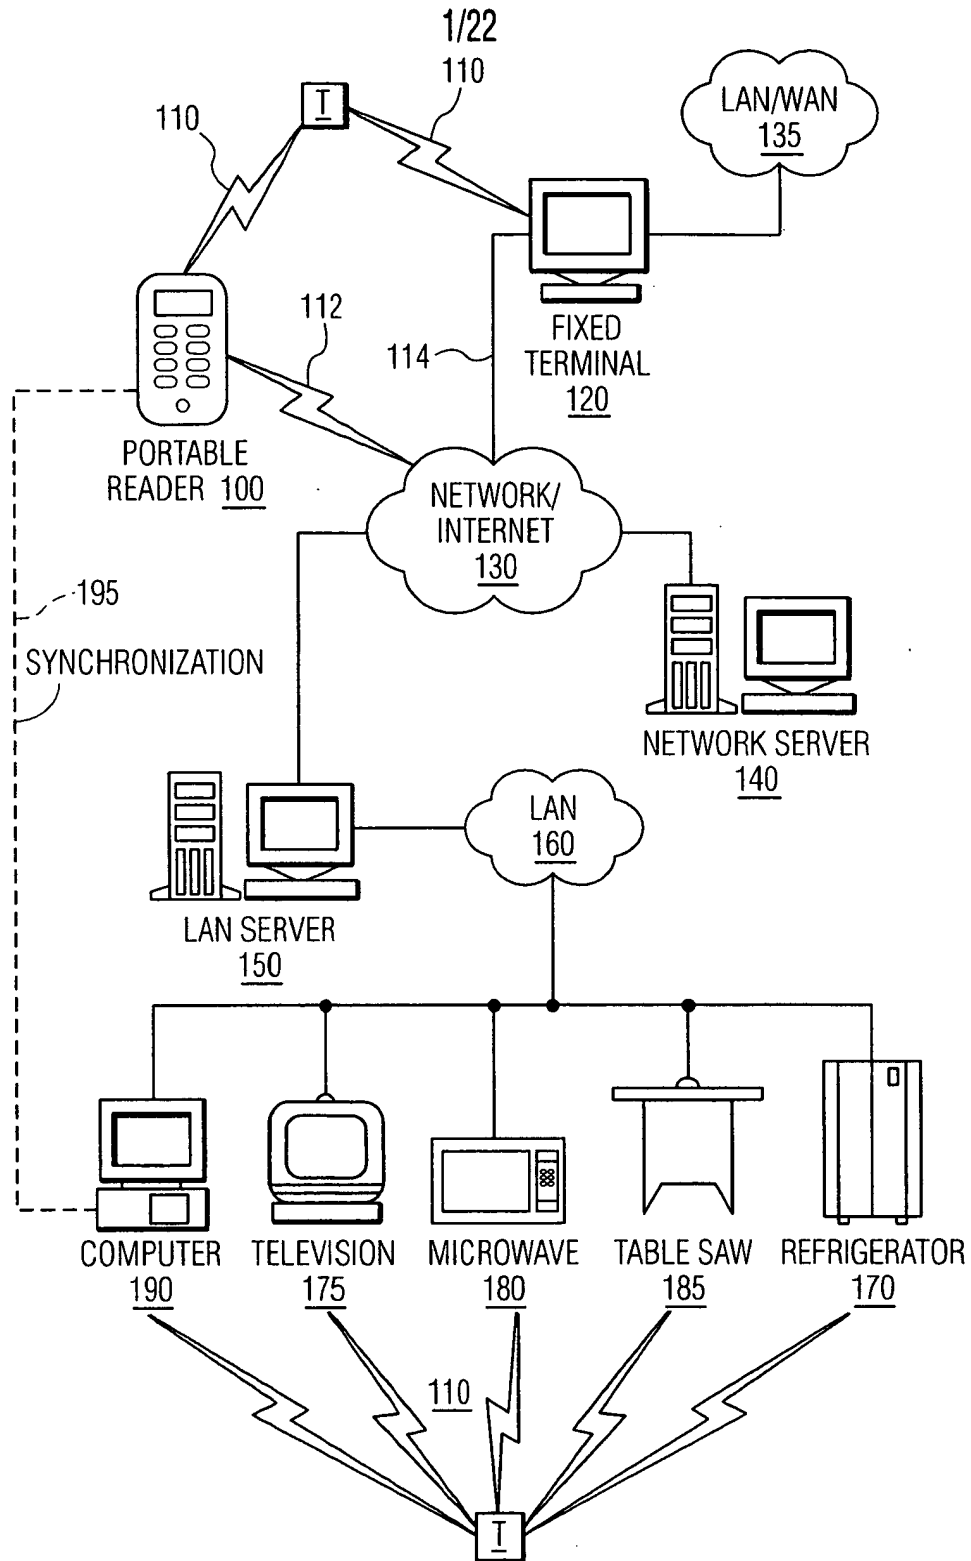 1/22
110
T
110
LAN/WAN
135
112
114
FIXED
TERMINAL
120
PORTABLE
READER 100
NETWORK/
INTERNET
130
195
SYNCHRONIZATION
NETWORK SERVER
140
LAN
160
LAN SERVER
150
COMPUTER
190
TELEVISION
175
MICROWAVE
180
TABLE SAW
185
REFRIGERATOR
170
110
T